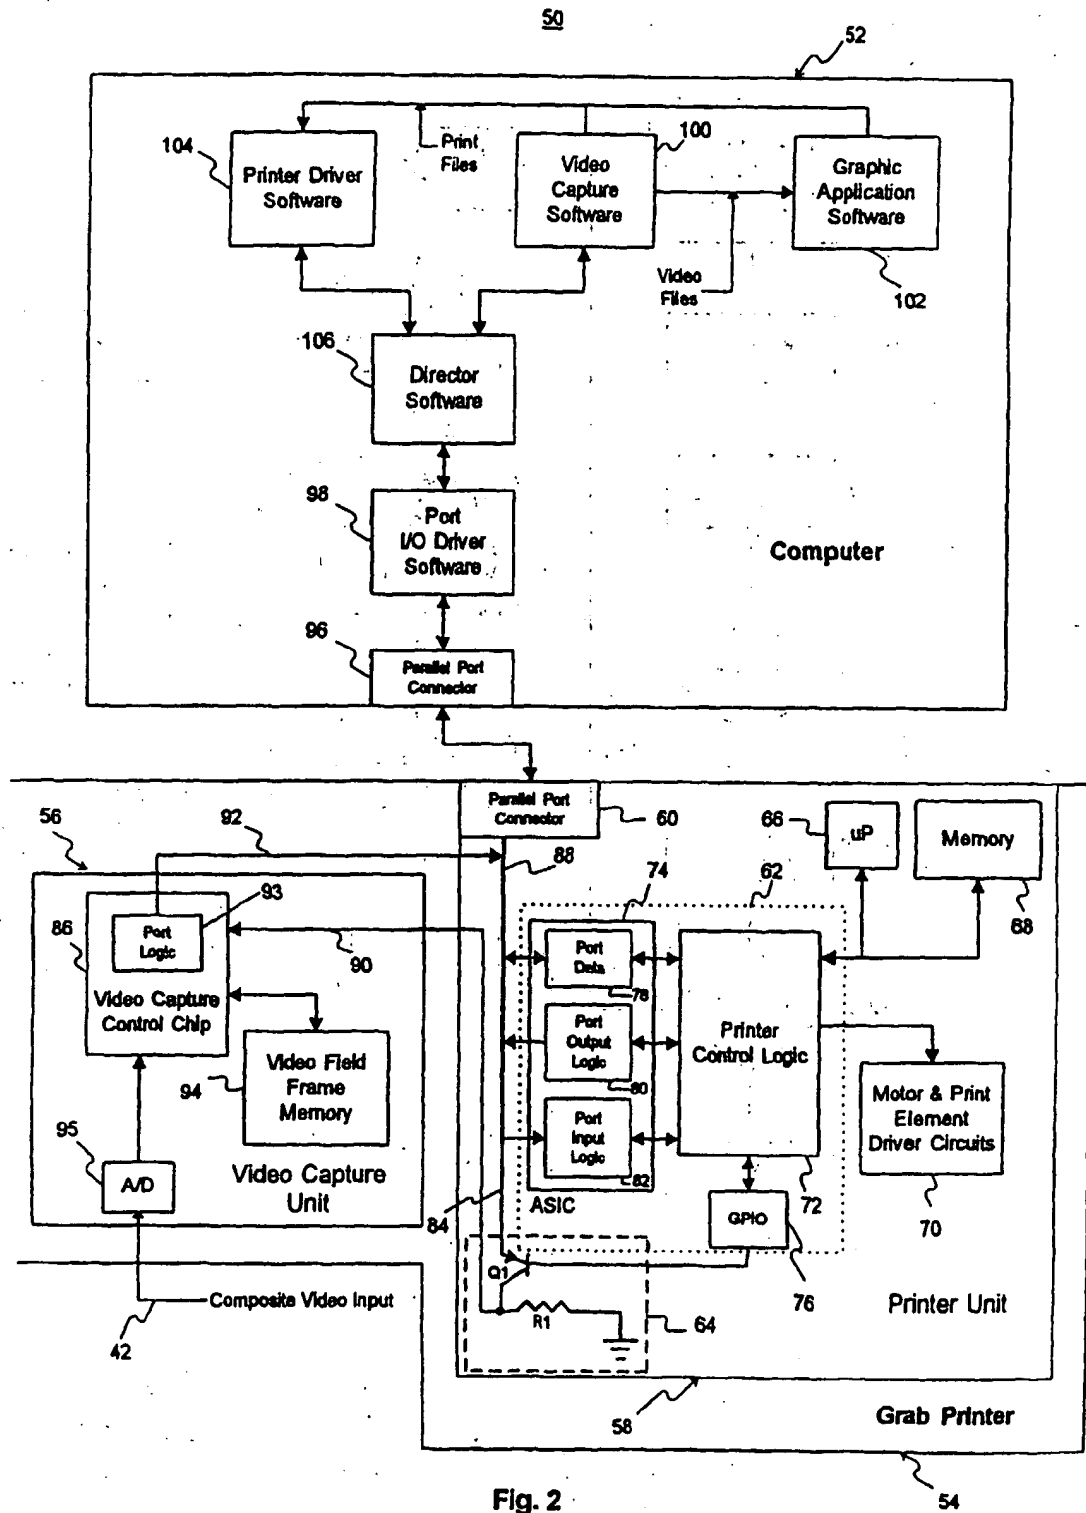 50
52
104
Printer Driver
Software
Print
Files
100
Video
Capture
Software
Graphic
Application
Software
102
Video
Files
106
Director
Software
98
Port
I/O Driver
Software
Computer
96
Parallel Port
Connector
Parallel Port
Connector
60
56
92
88
66
uP
Memory
68
74
62
86
93
Port
Logic
90
Video Capture
Control Chip
Port
Data
78
Port
Output
Logic
80
Port
Input
Logic
82
Printer
Control Logic
94
Video Field
Frame
Memory
Motor & Print
Element
Driver Circuits
95
A/D
Video Capture
Unit
84
ASIC
GPIO
72
70
Q1
R1
76
Printer Unit
Composite Video Input
64
42
58
Grab Printer
54
Fig. 2